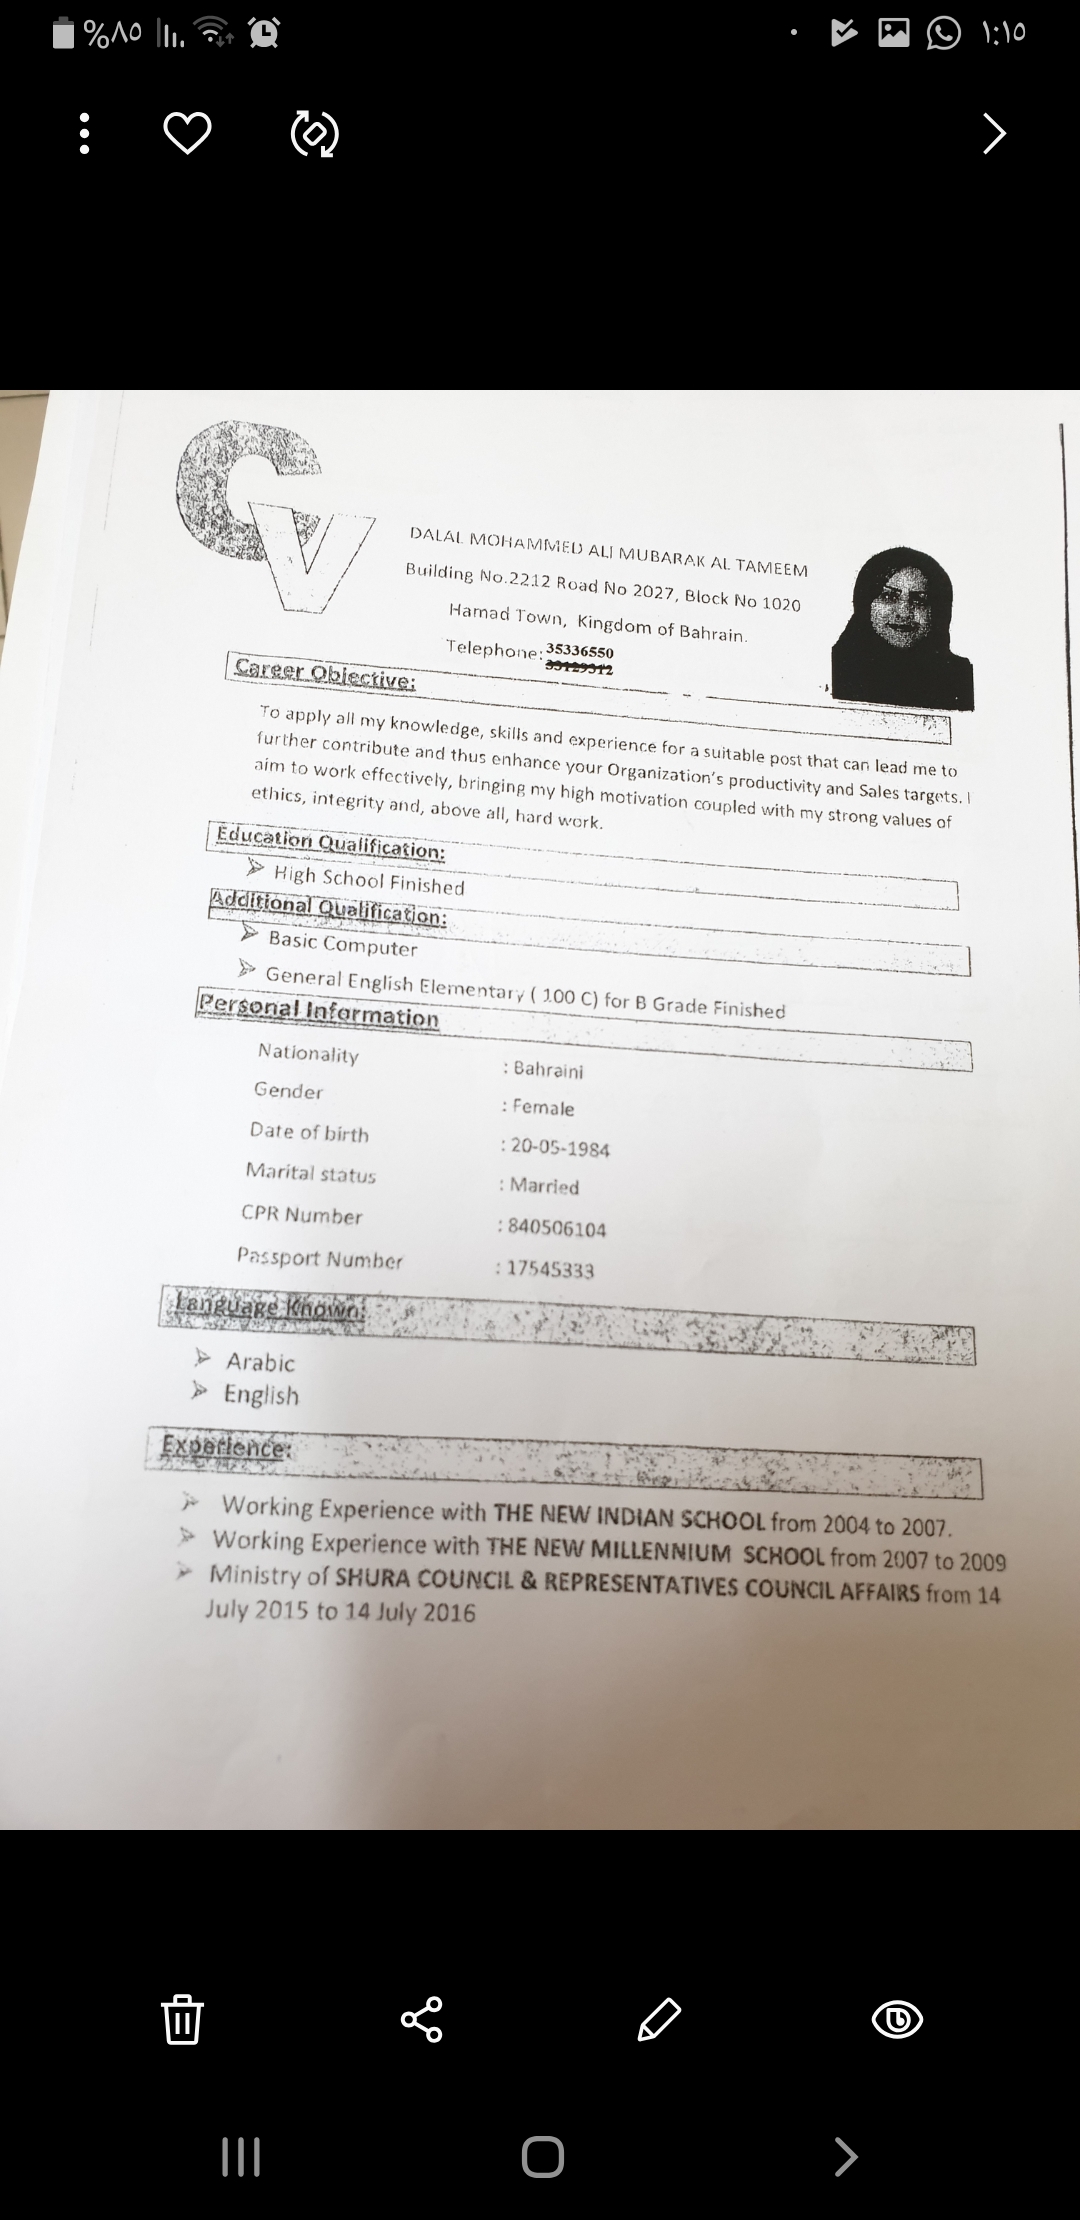 %٨٥
١:١٥
CV
DALAL MOHAMMED ALI MUBARAK AL TAMEEM
Building No.2212 Road No 2027, Block No 1020
Hamad Town, Kingdom of Bahrain.
Telephone: 35336550
Career Objective:
To apply all my knowledge, skills and experience for a suitable post that can lead me to
further contribute and thus enhance your Organization's productivity and Sales targets. I
aim to work effectively, bringing my high motivation coupled with my strong values of
ethics, integrity and, above all, hard work.
Education Qualification:
High School Finished
Additional Qualification:
Basic Computer
General English Elementary ( 100 C) for B Grade Finished
Personal Information
Nationality : Bahraini
Gender : Female
Date of birth : 20-05-1984
Marital status : Married
CPR Number : 840506104
Passport Number : 17545333
Language Known:
Arabic
English
Experience:
Working Experience with THE NEW INDIAN SCHOOL from 2004 to 2007.
Working Experience with THE NEW MILLENNIUM SCHOOL from 2007 to 2009
Ministry of SHURA COUNCIL & REPRESENTATIVES COUNCIL AFFAIRS from 14
July 2015 to 14 July 2016